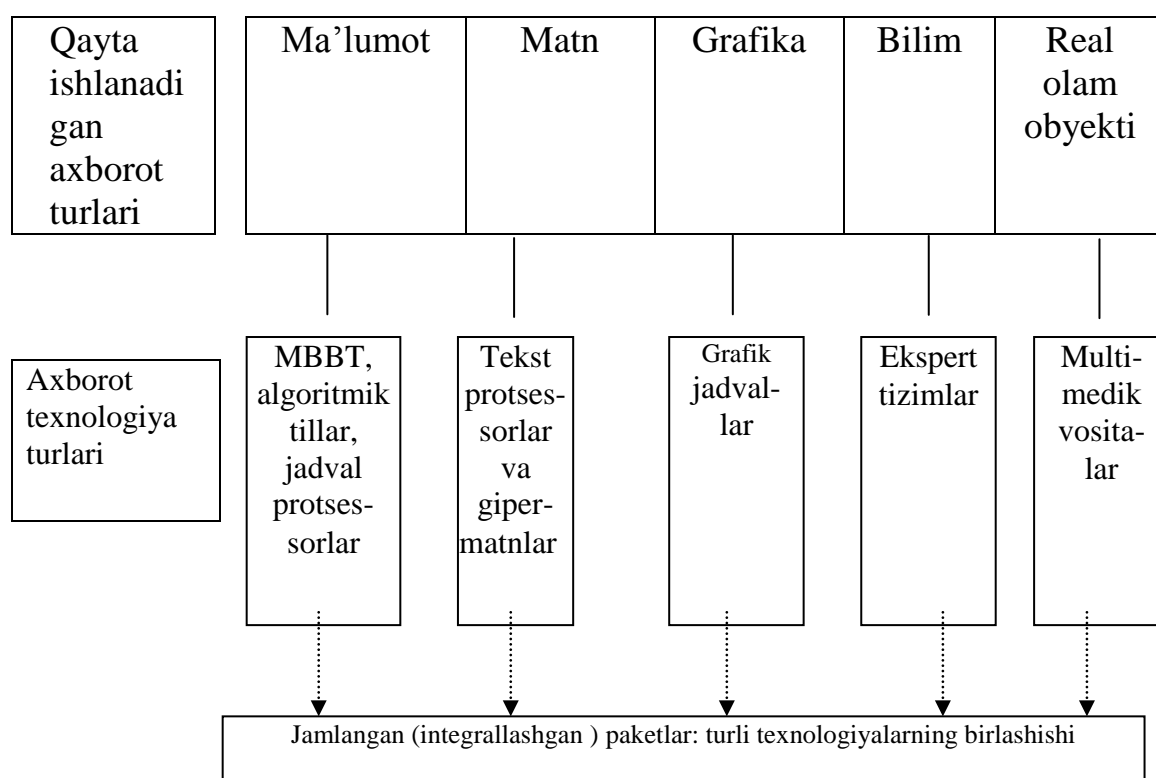 Qayta
ishlanadi
gan
axborot
turlari
Ma’lumot
Matn
Grafika
Bilim
Real
olam
obyekti
Axborot
texnologiya
turlari
MBBT,
algoritmik
tillar,
jadval
protses-
sorlar
Tekst
protses-
sorlar
va
giper-
matnlar
Grafik
jadval-
lar
Ekspert
tizimlar
Multi-
medik
vosita-
lar
Jamlangan (integrallashgan ) paketlar: turli texnologiyalarning birlashishi